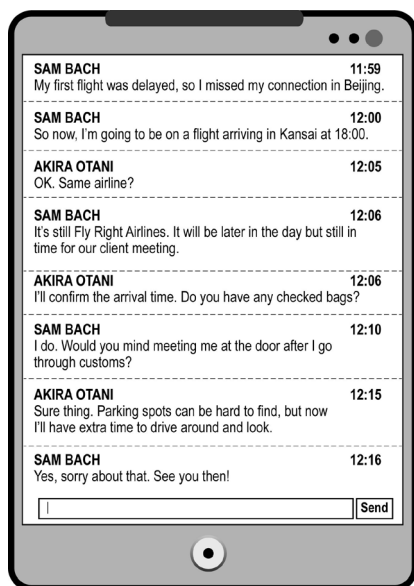 SAM BACH 11:59
My first flight was delayed, so I missed my connection in Beijing.
SAM BACH 12:00
So now, I'm going to be on a flight arriving in Kansai at 18:00.
AKIRA OTANI 12:05
OK. Same airline?
SAM BACH 12:06
It's still Fly Right Airlines. It will be later in the day but still in
time for our client meeting.
AKIRA OTANI 12:06
I'll confirm the arrival time. Do you have any checked bags?
SAM BACH 12:10
I do. Would you mind meeting me at the door after I go
through customs?
AKIRA OTANI 12:15
Sure thing. Parking spots can be hard to find, but now
I'll have extra time to drive around and look.
SAM BACH 12:16
Yes, sorry about that. See you then!
Send